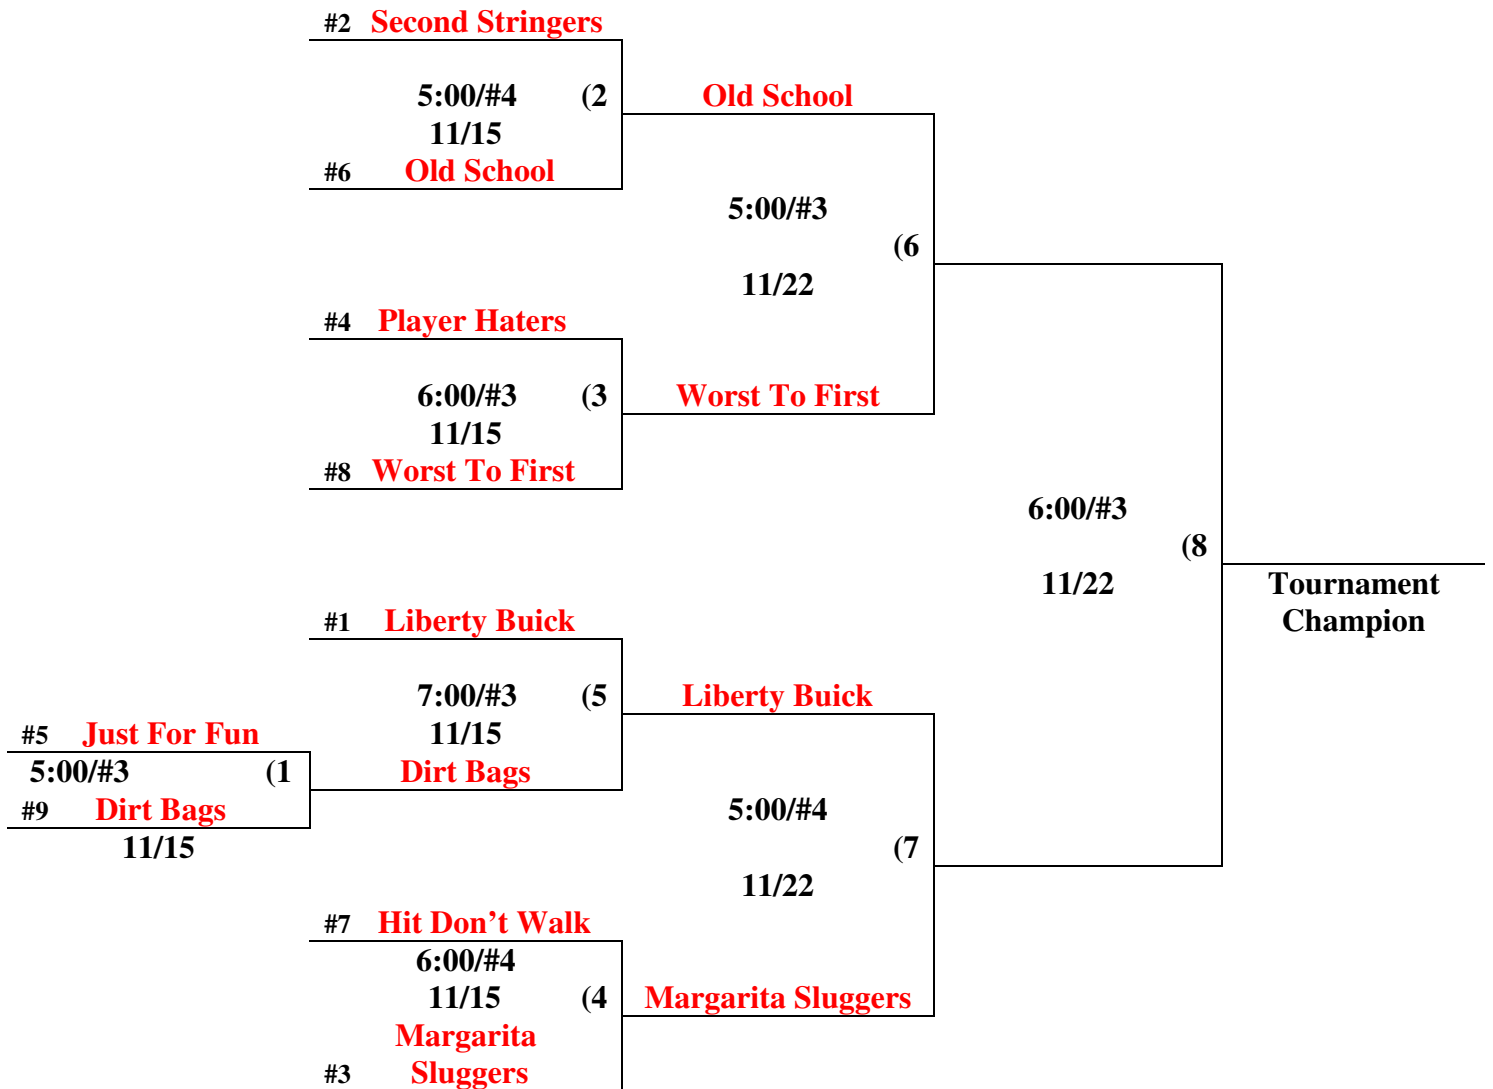 #2 Second Stringers
5:00/#4 (2
Old School
11/15
#6 Old School
5:00/#3
(6
11/22
#4 Player Haters
6:00/#3 (3
Worst To First
11/15
#8 Worst To First
6:00/#3
(8
11/22
Tournament
Champion
#1 Liberty Buick
7:00/#3 (5
Liberty Buick
#5 Just For Fun
11/15
5:00/#3 (1
Dirt Bags
#9 Dirt Bags
11/15
5:00/#4
(7
11/22
#7 Hit Don’t Walk
6:00/#4
11/15 (4
Margarita Sluggers
Margarita
#3 Sluggers